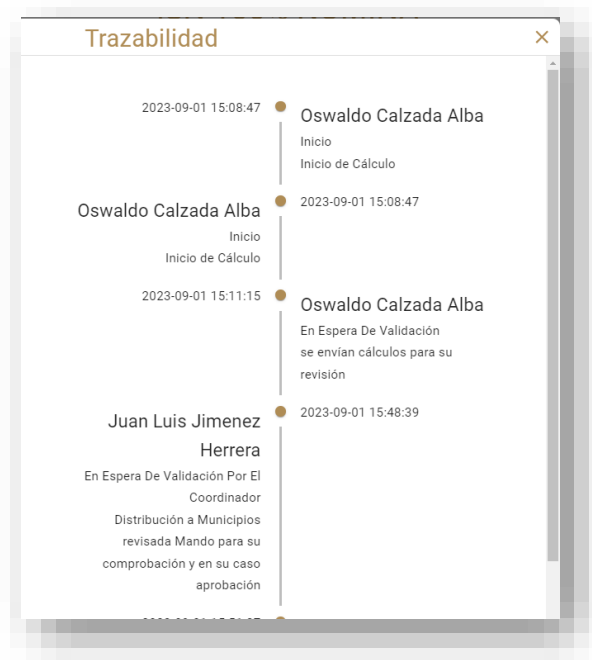 Trazabilidad
2023-09-01 15:08:47
Oswaldo Calzada Alba
Inicio
Inicio de Cálculo
2023-09-01 15:08:47
Oswaldo Calzada Alba
Inicio
Inicio de Cálculo
2023-09-01 15:11:15
Oswaldo Calzada Alba
En Espera De Validación
se envían cálculos para su
revisión
2023-09-01 15:48:39
Juan Luis Jimenez
Herrera
En Espera De Validación Por El
Coordinador
Distribución a Municipios
revisada Mando para su
comprobación y en su caso
aprobación